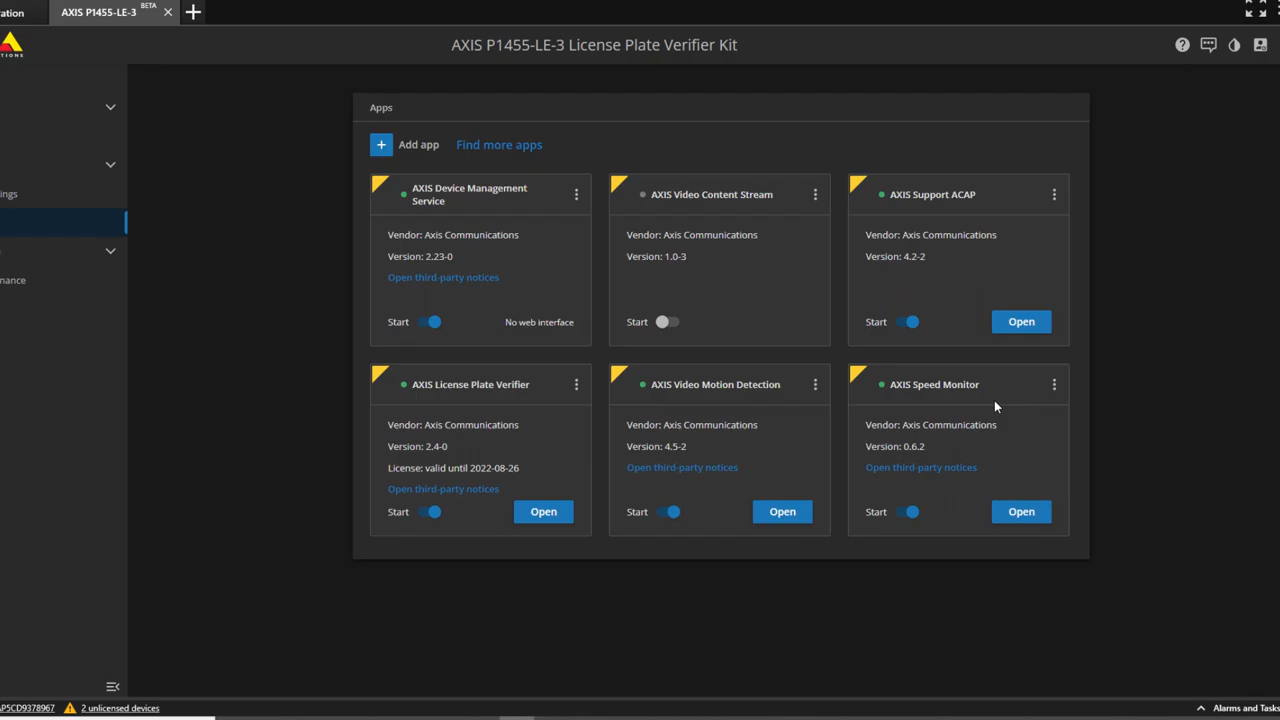 ation
AXIS P1455-LE-3 BETA
AXIS P1455-LE-3 License Plate Verifier Kit
Apps
Add app
Find more apps
AXIS Device Management
Service
Vendor: Axis Communications
Version: 2.23-0
Open third-party notices
Start
No web interface
AXIS Video Content Stream
Vendor: Axis Communications
Version: 1.0-3
Start
AXIS Support ACAP
Vendor: Axis Communications
Version: 4.2-2
Start
Open
ings
nance
AXIS License Plate Verifier
Vendor: Axis Communications
Version: 2.4-0
License: valid until 2022-08-26
Open third-party notices
Start
Open
AXIS Video Motion Detection
Vendor: Axis Communications
Version: 4.5-2
Open third-party notices
Start
Open
AXIS Speed Monitor
Vendor: Axis Communications
Version: 0.6.2
Open third-party notices
Start
Open
AP5CD9378967
2 unlicensed devices
Alarms and Tasks